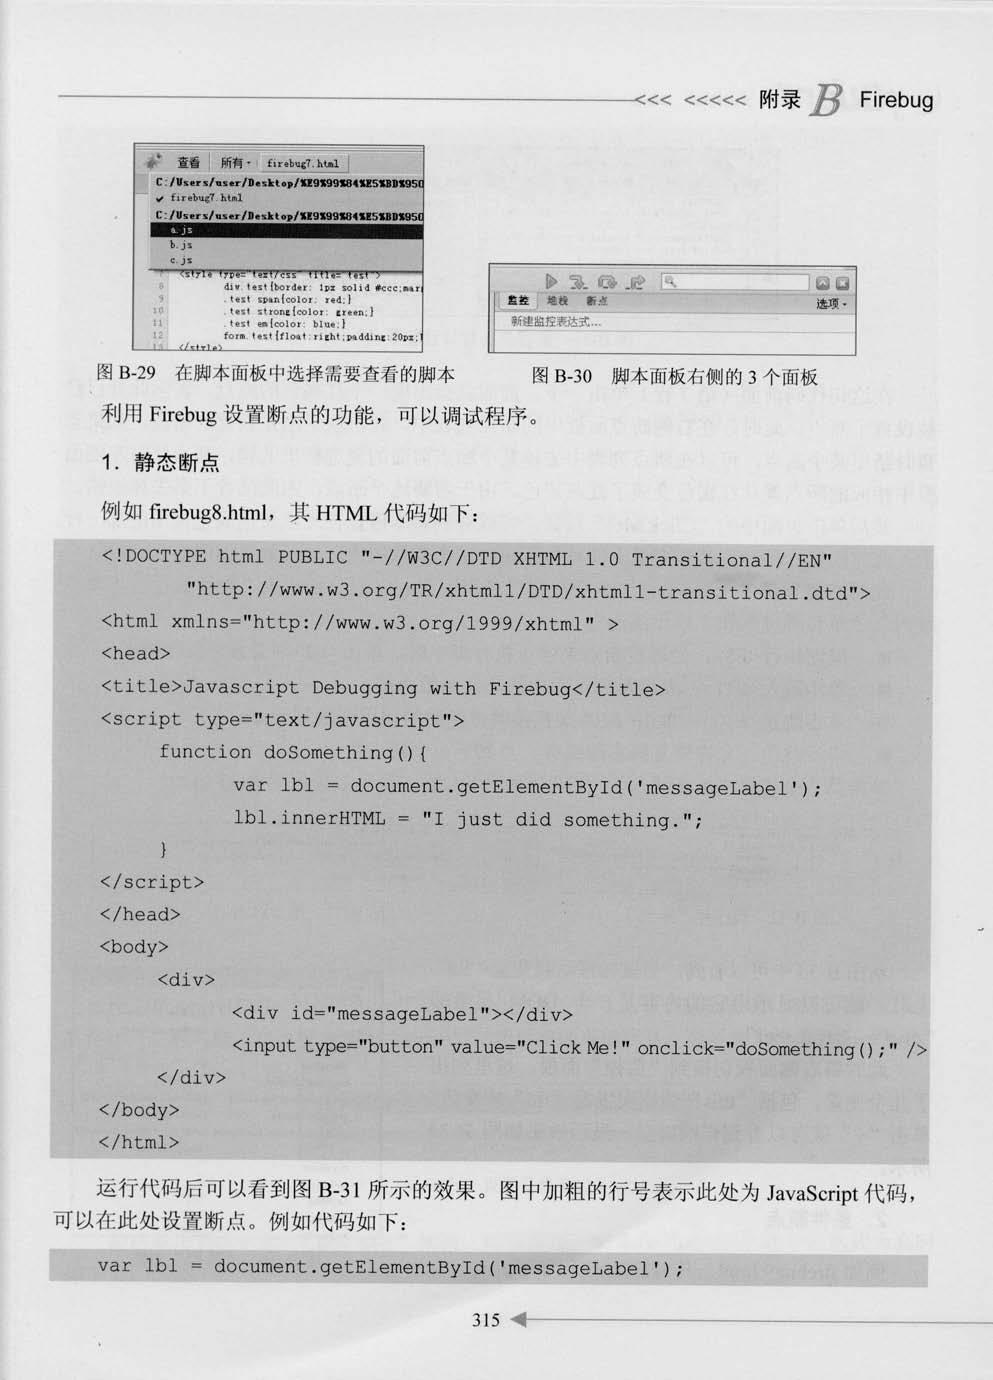 <<< <<<<< 附录 B Firebug
查看 所有 firebug7.html
C:/Users/user/Desktop/%E9%99%84%E5%BD%950
firebug7.html
C:/Users/user/Desktop/%E9%99%84%E5%BD%950
a.js
b.js
c.js
7 <style type="text/css" title="test">
8 div.test{border: 1px solid #ccc;mar
9 .test span{color: red;}
10 .test strong{color: green;}
11 .test em{color: blue;}
12 form.test{float:right;padding:20px;
13 </style>
图 B-29 在脚本面板中选择需要查看的脚本
监控 堆栈 断点 选项
新建监控表达式...
图 B-30 脚本面板右侧的 3 个面板
利用 Firebug 设置断点的功能，可以调试程序。
1. 静态断点
例如 firebug8.html，其 HTML 代码如下：
<!DOCTYPE html PUBLIC "-//W3C//DTD XHTML 1.0 Transitional//EN"
"http://www.w3.org/TR/xhtml1/DTD/xhtml1-transitional.dtd">
<html xmlns="http://www.w3.org/1999/xhtml" >
<head>
<title>Javascript Debugging with Firebug</title>
<script type="text/javascript">
function doSomething(){
var lbl = document.getElementById('messageLabel');
lbl.innerHTML = "I just did something.";
}
</script>
</head>
<body>
<div>
<div id="messageLabel"></div>
<input type="button" value="Click Me!" onclick="doSomething();" />
</div>
</body>
</html>
运行代码后可以看到图 B-31 所示的效果。图中加粗的行号表示此处为 JavaScript 代码，
可以在此处设置断点。例如代码如下：
var lbl = document.getElementById('messageLabel');
315